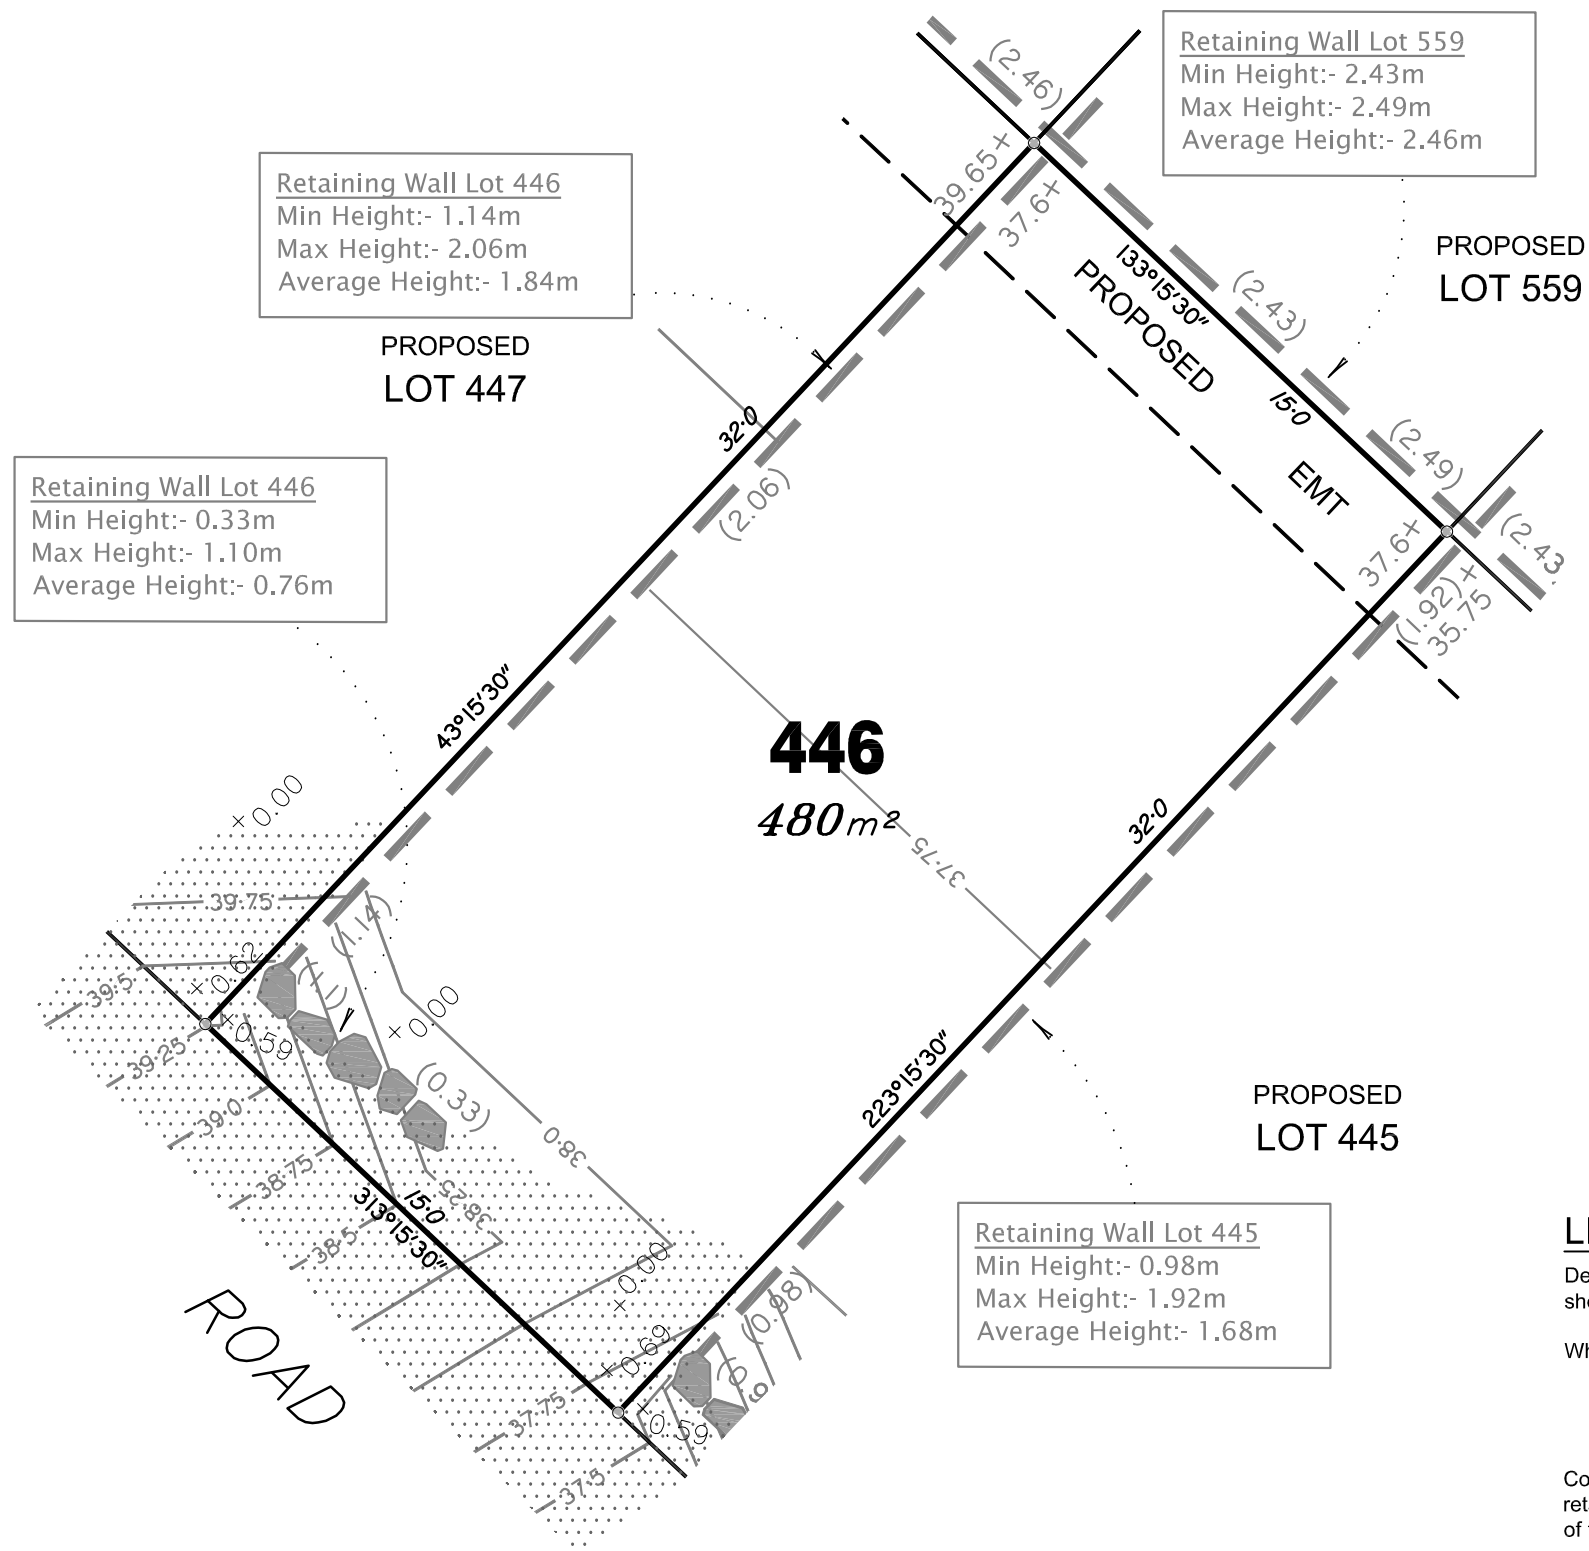 (2.46)
Retaining Wall Lot 559
Min Height:- 2.43m
Max Height:- 2.49m
Average Height:- 2.46m
Retaining Wall Lot 446
Min Height:- 1.14m
Max Height:- 2.06m
Average Height:- 1.84m
39.65+
37.6+
PROPOSED
LOT 559
133°15'30"
(2.43)
PROPOSED
EMT
15·0
(2.49)
PROPOSED
LOT 447
32·0
(2.06)
37.6+
(2.43
(1.92)+
35.75
Retaining Wall Lot 446
Min Height:- 0.33m
Max Height:- 1.10m
Average Height:- 0.76m
43°15'30"
446
480m²
37·75
32·0
+0.00
39·75
(1.14)
+0.62
(1.1)
39·5
+0.59
+0.00
39·25
(0.33)
39·0
38·0
38·75
38·25
15·0
313°15'30"
38·5
223°15'30"
PROPOSED
LOT 445
Retaining Wall Lot 445
Min Height:- 0.98m
Max Height:- 1.92m
Average Height:- 1.68m
+0.00
(0.98)
+0.69
+0.59
37·75
37·5
ROAD
of